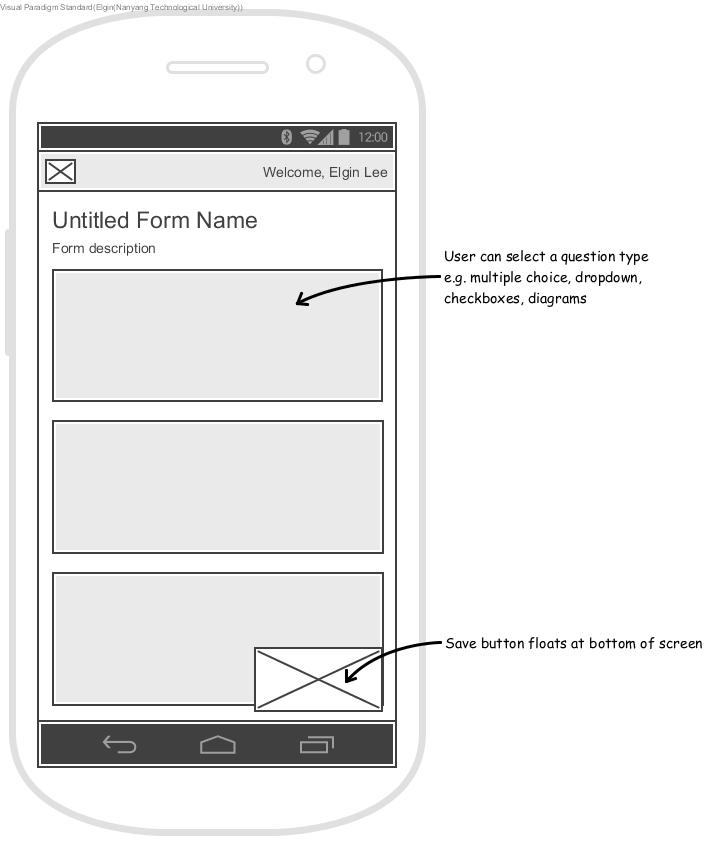 Visual Paradigm Standard(Elgin(Nanyang Technological University))
12:00
Welcome, Elgin Lee
Untitled Form Name
Form description
User can select a question type
e.g. multiple choice, dropdown,
checkboxes, diagrams
Save button floats at bottom of screen